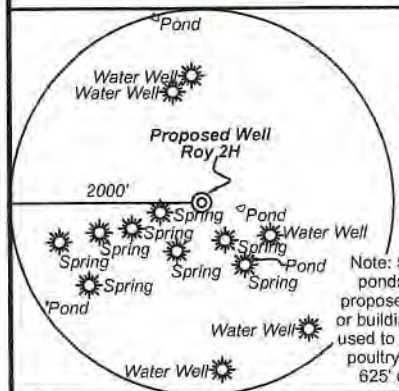 Pond
Water Well
Water Well
Proposed Well
Roy 2H
2000'
Spring
Pond
Spring
Water Well
Spring
Spring
Spring
Spring
Spring
Pond
Spring
Spring
Pond
Water Well
Water Well
Note:
ponds
propose
or buildin
used to
poultry
625'